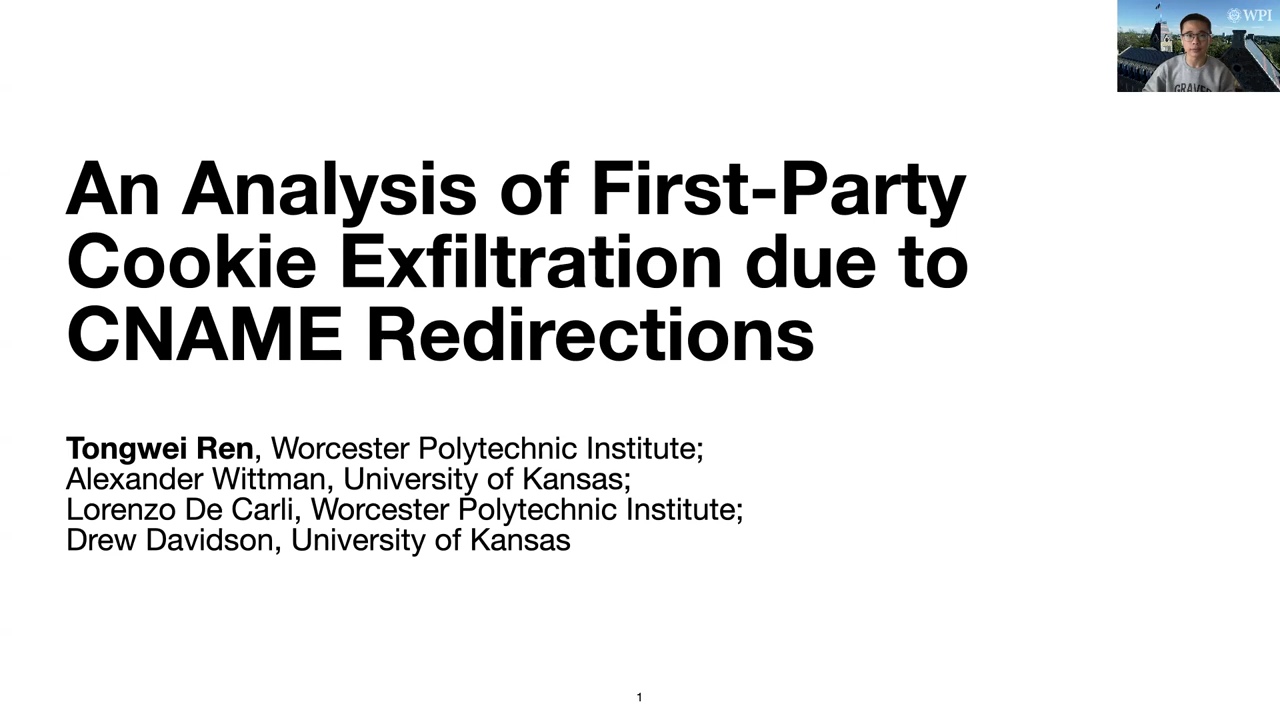 WPI
An Analysis of First-Party
Cookie Exfiltration due to
CNAME Redirections
Tongwei Ren, Worcester Polytechnic Institute;
Alexander Wittman, University of Kansas;
Lorenzo De Carli, Worcester Polytechnic Institute;
Drew Davidson, University of Kansas
1